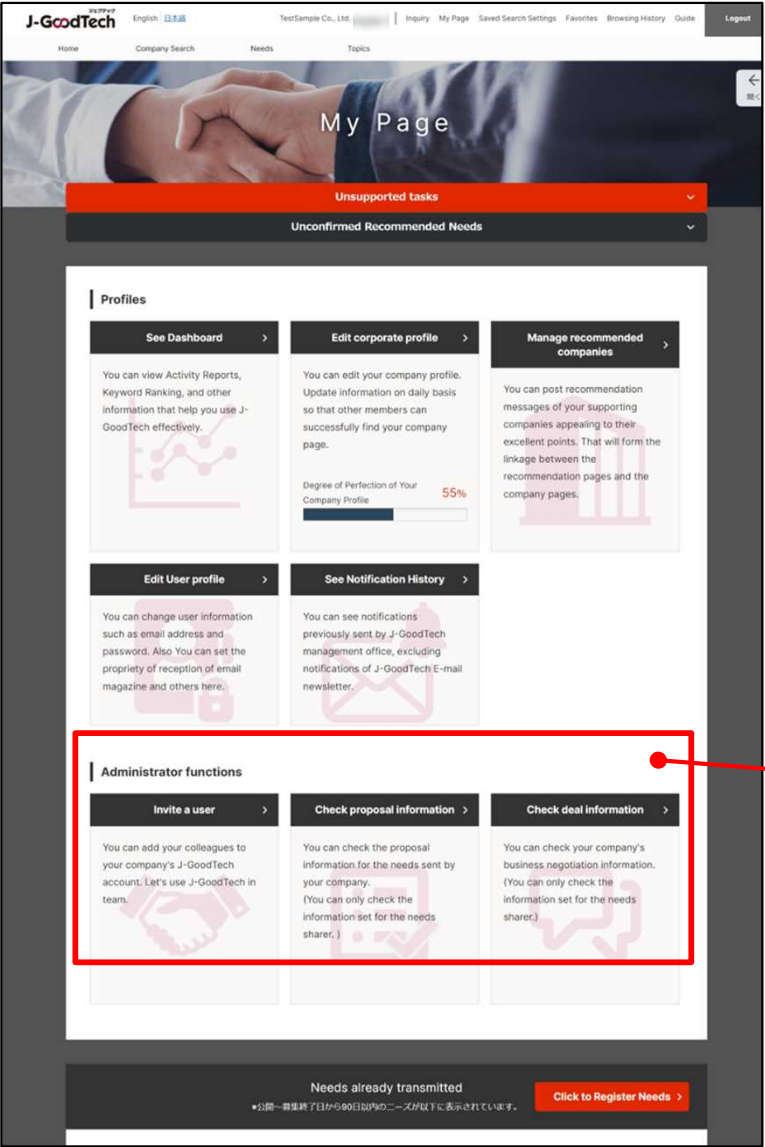 ジェグテック
J-GoodTech English 日本語 TestSample Co., Ltd. Inquiry My Page Saved Search Settings Favorites Browsing History Guide Logout
Home Company Search Needs Topics
開く
My Page
Unsupported tasks
Unconfirmed Recommended Needs
Profiles
See Dashboard
You can view Activity Reports,
Keyword Ranking, and other
information that help you use J-
GoodTech effectively.
Edit corporate profile
You can edit your company profile.
Update information on daily basis
so that other members can
successfully find your company
page.
Degree of Perfection of Your
Company Profile
55%
Manage recommended
companies
You can post recommendation
messages of your supporting
companies appealing to their
excellent points. That will form the
linkage between the
recommendation pages and the
company pages.
Edit User profile
You can change user information
such as email address and
password. Also You can set the
propriety of reception of email
magazine and others here.
See Notification History
You can see notifications
previously sent by J-GoodTech
management office, excluding
notifications of J-GoodTech E-mail
newsletter.
Administrator functions
Invite a user
You can add your colleagues to
your company's J-GoodTech
account. Let's use J-GoodTech in
team.
Check proposal information
You can check the proposal
information for the needs sent by
your company.
(You can only check the
information set for the needs
sharer. )
Check deal information
You can check your company's
business negotiation information.
(You can only check the
information set for the needs
sharer.)
Needs already transmitted
※公開～募集終了日から90日以内のニーズが以下に表示されています。
Click to Register Needs